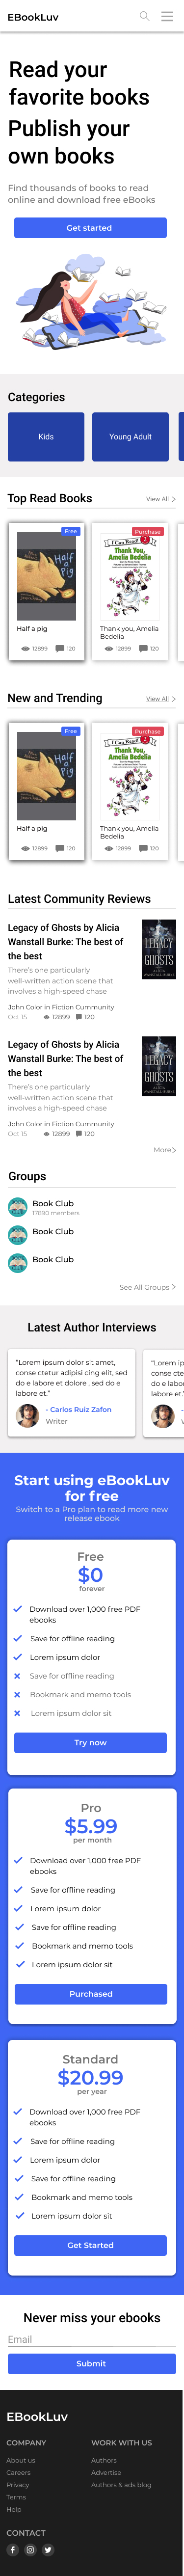 EBookLuv
Read your
favorite books
Publish your
own books
Find thousands of books to read
online and download free eBooks
Get started
Categories
Kids
Young Adult
Top Read Books
View All
Free
Half a Pig
Half a pig
12899
120
Purchase
I Can Read!
2
Thank You,
Amelia Bedelia
Thank you, Amelia
Bedelia
12899
120
New and Trending
View All
Free
Half a Pig
Half a pig
12899
120
Purchase
I Can Read!
2
Thank You,
Amelia Bedelia
Thank you, Amelia
Bedelia
12899
120
Latest Community Reviews
Legacy of Ghosts by Alicia
Wanstall Burke: The best of
the best
There's one particularly
well-written action scene that
involves a high-speed chase
John Color in Fiction Cummunity
Oct 15
12899
120
LEGACY
OF
GHOSTS
Legacy of Ghosts by Alicia
Wanstall Burke: The best of
the best
There's one particularly
well-written action scene that
involves a high-speed chase
John Color in Fiction Cummunity
Oct 15
12899
120
LEGACY
OF
GHOSTS
More
Groups
Book Club
17890 members
Book Club
Book Club
See All Groups
Latest Author Interviews
"Lorem ipsum dolor sit amet,
conse ctetur adipisi cing elit, sed
do e labore et dolore , sed do e
labore et."
- Carlos Ruiz Zafon
Writer
"Lorem ip
conse cte
do e labo
labore et."
-
Start using eBookLuv
for free
Switch to a Pro plan to read more new
release ebook
Free
$0
forever
Download over 1,000 free PDF
ebooks
Save for offline reading
Lorem ipsum dolor
Save for offline reading
Bookmark and memo tools
Lorem ipsum dolor sit
Try now
Pro
$5.99
per month
Download over 1,000 free PDF
ebooks
Save for offline reading
Lorem ipsum dolor
Save for offline reading
Bookmark and memo tools
Lorem ipsum dolor sit
Purchased
Standard
$20.99
per year
Download over 1,000 free PDF
ebooks
Save for offline reading
Lorem ipsum dolor
Save for offline reading
Bookmark and memo tools
Lorem ipsum dolor sit
Get Started
Never miss your ebooks
Email
Submit
EBookLuv
COMPANY
About us
Careers
Privacy
Terms
Help
WORK WITH US
Authors
Advertise
Authors & ads blog
CONTACT